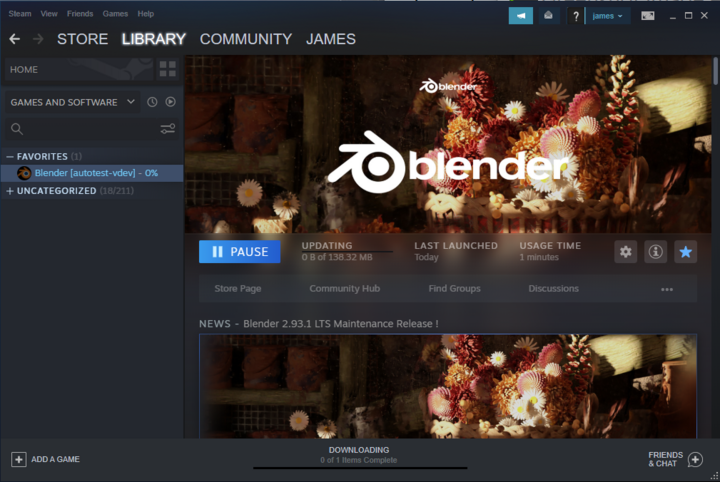 Steam View Friends Games Help
? james
STORE LIBRARY COMMUNITY JAMES
HOME
GAMES AND SOFTWARE
FAVORITES (1)
Blender [autotest-vdev] - 0%
UNCATEGORIZED (18/211)
blender
blender
PAUSE
UPDATING
0 B of 138.32 MB
LAST LAUNCHED
Today
USAGE TIME
1 minutes
Store Page Community Hub Find Groups Discussions
NEWS - Blender 2.93.1 LTS Maintenance Release !
ADD A GAME
DOWNLOADING
0 of 1 Items Complete
FRIENDS
& CHAT